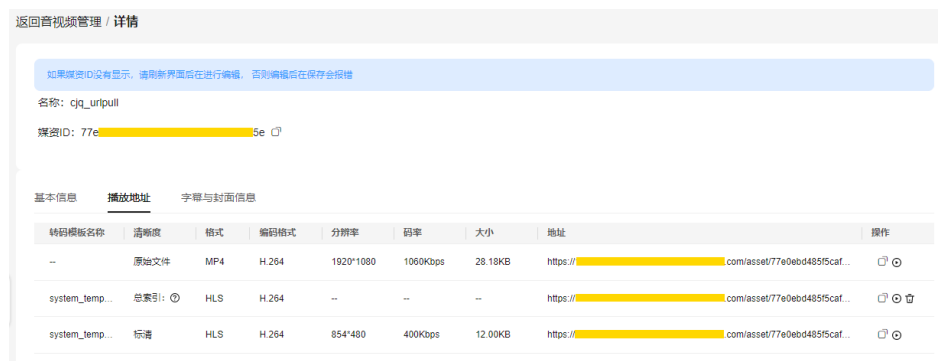 返回音视频管理 / 详情
如果媒资ID没有显示，请刷新界面后在进行编辑， 否则编辑后在保存会报错
名称： cjq_urlpull
媒资ID： 77e 5e
基本信息 播放地址 字幕与封面信息
转码模板名称 清晰度 格式 编码格式 分辨率 码率 大小 地址 操作
-- 原始文件 MP4 H.264 1920*1080 1060Kbps 28.18KB https:// .com/asset/77e0ebd485f5caf...
system_temp... 总索引： HLS H.264 -- -- -- https:// .com/asset/77e0ebd485f5caf...
system_temp... 标清 HLS H.264 854*480 400Kbps 12.00KB https:// .com/asset/77e0ebd485f5caf...